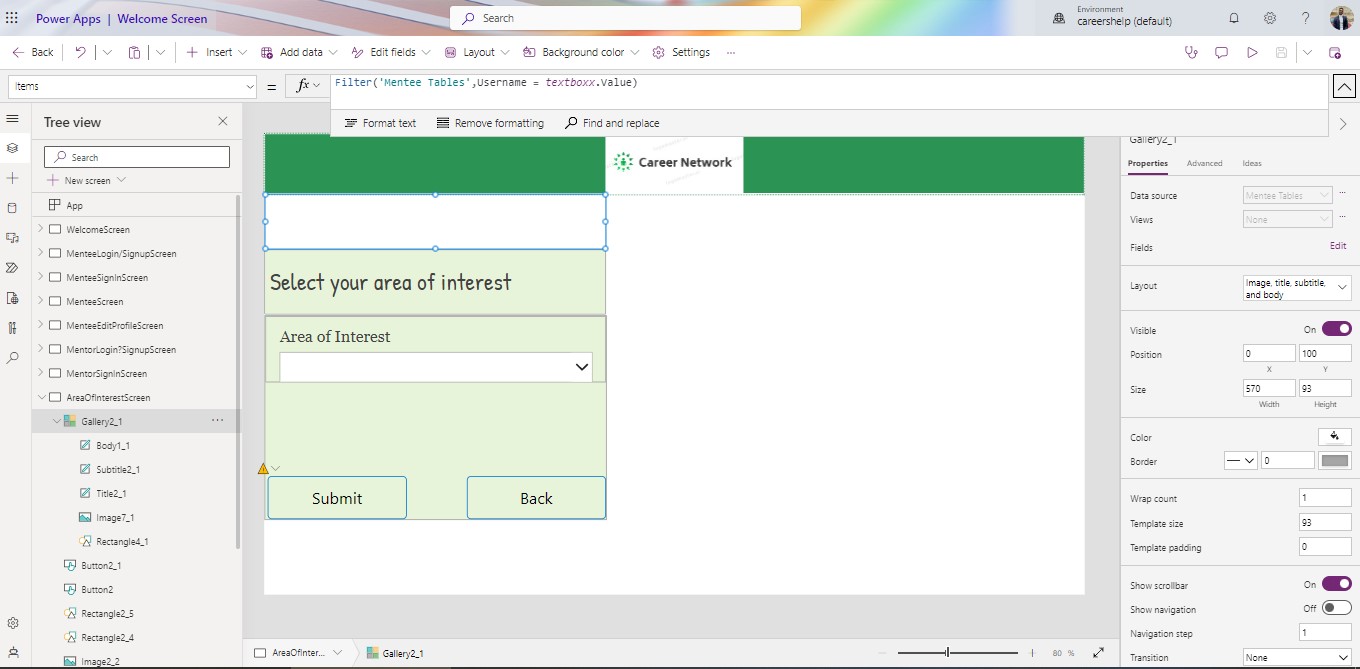 Power Apps | Welcome Screen
Search
Environment
careershelp (default)
Back
Insert
Add data
Edit fields
Layout
Background color
Settings
Items
=
fx
Filter('Mentee Tables',Username = textboxx.Value)
Format text
Remove formatting
Find and replace
Tree view
Search
New screen
App
WelcomeScreen
MenteeLogin/SignupScreen
MenteeSignInScreen
MenteeScreen
MenteeEditProfileScreen
MentorLogin?SignupScreen
MentorSignInScreen
AreaOfInterestScreen
Gallery2_1
Body1_1
Subtitle2_1
Title2_1
Image7_1
Rectangle4_1
Button2_1
Button2
Rectangle2_5
Rectangle2_4
Image2_2
Career Network
Select your area of interest
Area of Interest
Submit
Back
AreaOfInter...
Gallery2_1
80 %
Gallery2_1
Properties
Advanced
Ideas
Data source
Mentee Tables
Views
None
Fields
Edit
Layout
Image, title, subtitle,
and body
Visible
On
Position
0
100
X
Y
Size
570
93
Width
Height
Color
Border
0
Wrap count
1
Template size
93
Template padding
0
Show scrollbar
On
Show navigation
Off
Navigation step
1
Transition
None